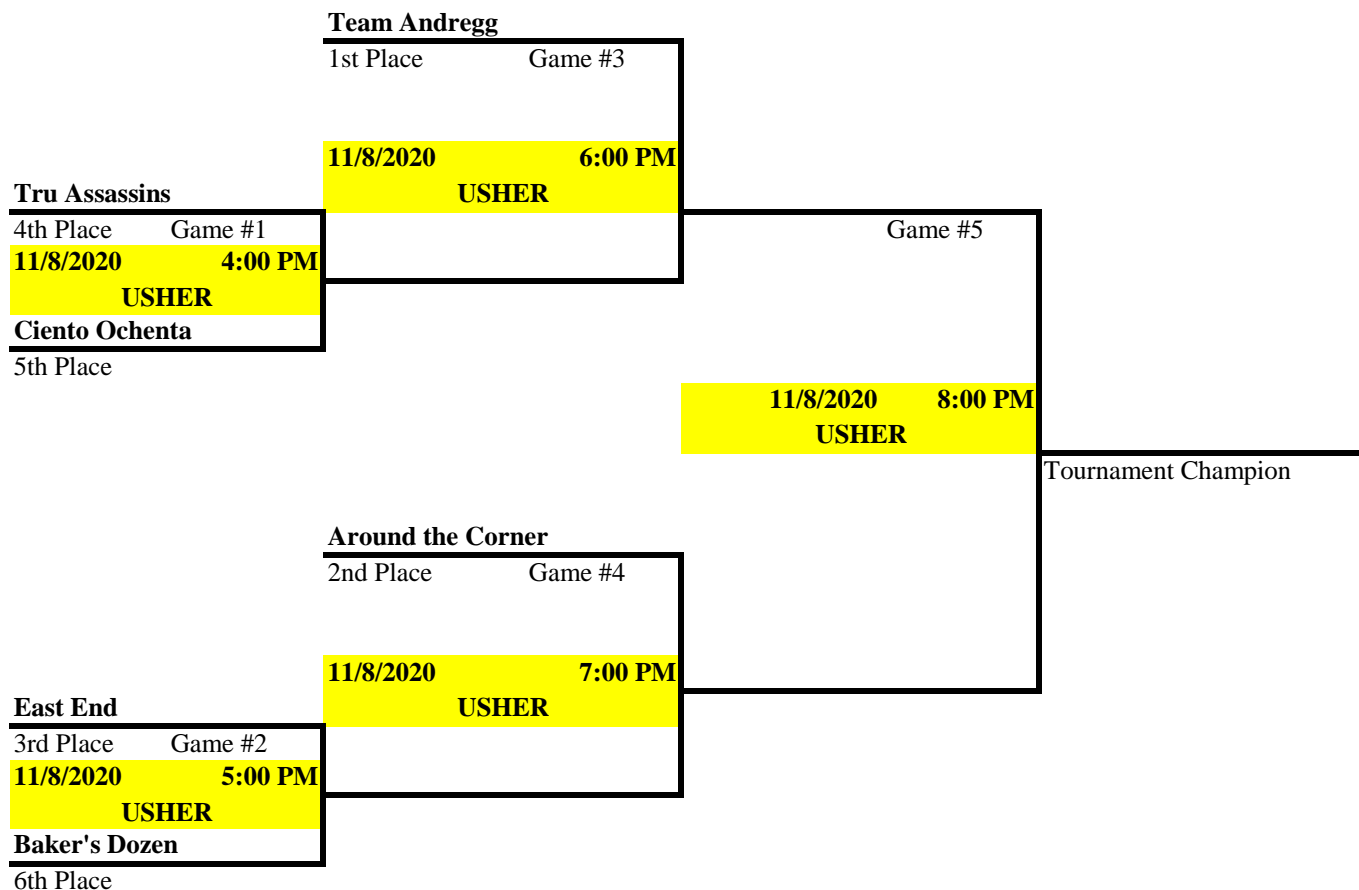 Team Andregg
1st Place Game #3
11/8/2020 6:00 PM
USHER
Tru Assassins
4th Place Game #1
11/8/2020 4:00 PM
USHER
Ciento Ochenta
5th Place
Game #5
11/8/2020 8:00 PM
USHER
Tournament Champion
Around the Corner
2nd Place Game #4
11/8/2020 7:00 PM
USHER
East End
3rd Place Game #2
11/8/2020 5:00 PM
USHER
Baker's Dozen
6th Place